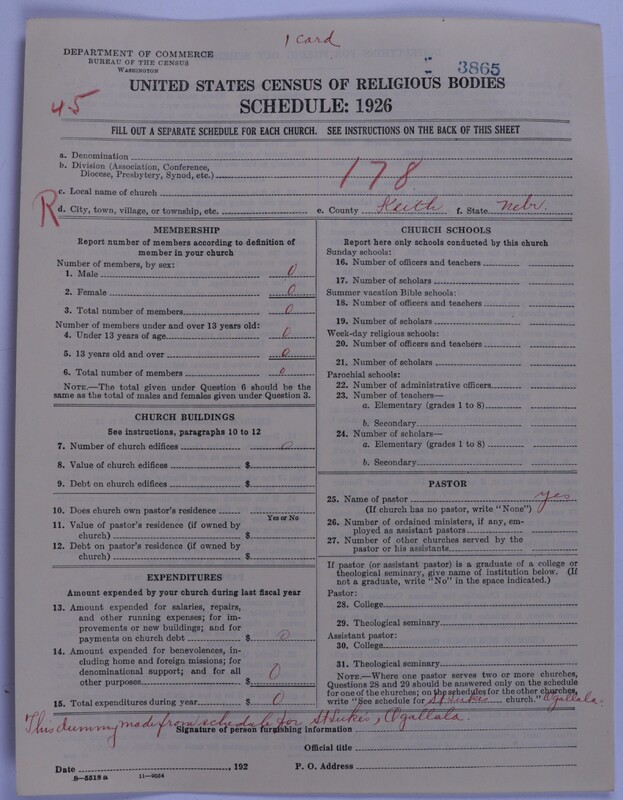 1 card
DEPARTMENT OF COMMERCE
BUREAU OF THE CENSUS
WASHINGTON
3865
UNITED STATES CENSUS OF RELIGIOUS BODIES
SCHEDULE: 1926
4-5
FILL OUT A SEPARATE SCHEDULE FOR EACH CHURCH. SEE INSTRUCTIONS ON THE BACK OF THIS SHEET
a. Denomination
b. Division (Association, Conference,
Diocese, Presbytery, Synod, etc.)
178
c. Local name of church
R
d. City, town, village, or township, etc. e. County Keith f. State Nebr.
MEMBERSHIP
Report number of members according to definition of
member in your church
Number of members, by sex:
1. Male 0
2. Female 0
3. Total number of members 0
Number of members under and over 13 years old:
4. Under 13 years of age 0
5. 13 years old and over 0
6. Total number of members 0
NOTE.—The total given under Question 6 should be
the same as the total of males and females given under Question 3.
CHURCH BUILDINGS
See instructions, paragraphs 10 to 12
7. Number of church edifices 0
8. Value of church edifices $
9. Debt on church edifices $
10. Does church own pastor's residence
Yes or No
11. Value of pastor's residence (if owned by
church) $
12. Debt on pastor's residence (if owned by
church) $
EXPENDITURES
Amount expended by your church during last fiscal year
13. Amount expended for salaries, repairs,
and other running expenses; for im-
provements or new buildings; and for
payments on church debt $ 0
14. Amount expended for benevolences, in-
cluding home and foreign missions; for
denominational support; and for all
other purposes $ 0
15. Total expenditures during year $ 0
CHURCH SCHOOLS
Report here only schools conducted by this church
Sunday schools:
16. Number of officers and teachers
17. Number of scholars
Summer vacation Bible schools:
18. Number of officers and teachers
19. Number of scholars
Week-day religious schools:
20. Number of officers and teachers
21. Number of scholars
Parochial schools:
22. Number of administrative officers
23. Number of teachers—
a. Elementary (grades 1 to 8)
b. Secondary
24. Number of scholars—
a. Elementary (grades 1 to 8)
b. Secondary
PASTOR
25. Name of pastor yes
(If church has no pastor, write "None")
26. Number of ordained ministers, if any, em-
ployed as assistant pastors
27. Number of other churches served by the
pastor or his assistants
If pastor (or assistant pastor) is a graduate of a college or
theological seminary, give name of institution below. (If
not a graduate, write "No" in the space indicated.)
Pastor:
28. College
29. Theological seminary
Assistant pastor:
30. College
31. Theological seminary
NOTE.—Where one pastor serves two or more churches,
Questions 28 and 29 should be answered only on the schedule
for one of the churches; on the schedules for the other churches,
write "See schedule for St Lukes church." Ogallala.
This dummy made from schedule for St Lukes, Ogallala.
Signature of person furnishing information
Official title
Date , 192 P. O. Address
8-5518 a 11-9054